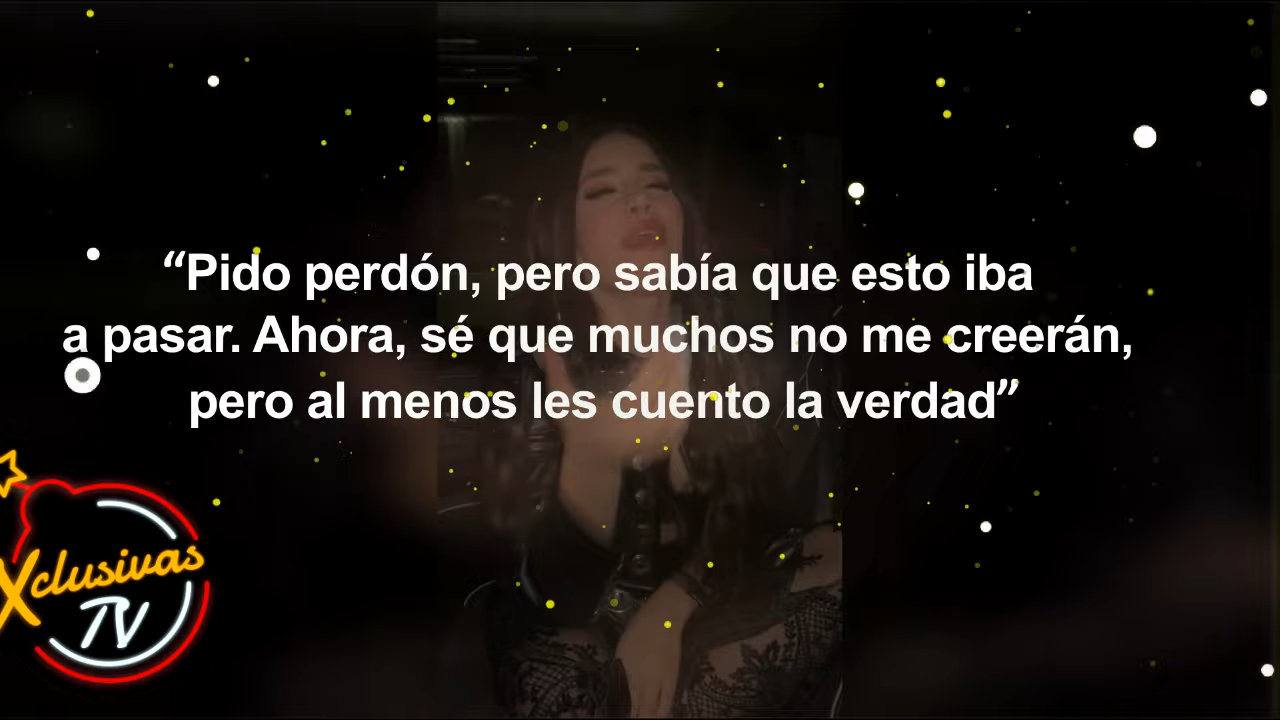 “Pido perdón, pero sabía que esto iba
a pasar. Ahora, sé que muchos no me creerán,
pero al menos les cuento la verdad”
Xclusivas
TV